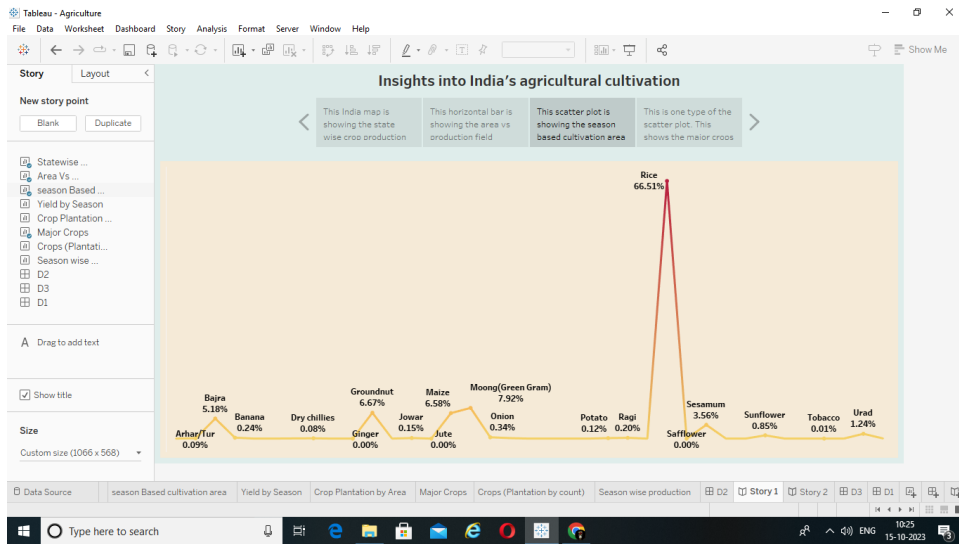 Tableau - Agriculture
File Data Worksheet Dashboard Story Analysis Format Server Window Help
Show Me
Story Layout
New story point
Blank Duplicate
Statewise ...
Area Vs ...
season Based ...
Yield by Season
Crop Plantation ...
Major Crops
Crops (Plantati...
Season wise ...
D2
D3
D1
A Drag to add text
Show title
Size
Custom size (1066 x 568)
Insights into India's agricultural cultivation
This India map is
showing the state
wise crop production
This horizontal bar is
showing the area vs
production field
This scatter plot is
showing the season
based cultivation area
This is one type of the
scatter plot. This
shows the major crops
Rice
66.51%
Arhar/Tur
0.09%
Bajra
5.18%
Banana
0.24%
Dry chillies
0.08%
Ginger
0.00%
Groundnut
6.67%
Jowar
0.15%
Maize
6.58%
Jute
0.00%
Moong(Green Gram)
7.92%
Onion
0.34%
Potato
0.12%
Ragi
0.20%
Safflower
0.00%
Sesamum
3.56%
Sunflower
0.85%
Tobacco
0.01%
Urad
1.24%
Data Source season Based cultivation area Yield by Season Crop Plantation by Area Major Crops Crops (Plantation by count) Season wise production D2 Story 1 Story 2 D3 D1
Type here to search
ENG
10:25
15-10-2023
3